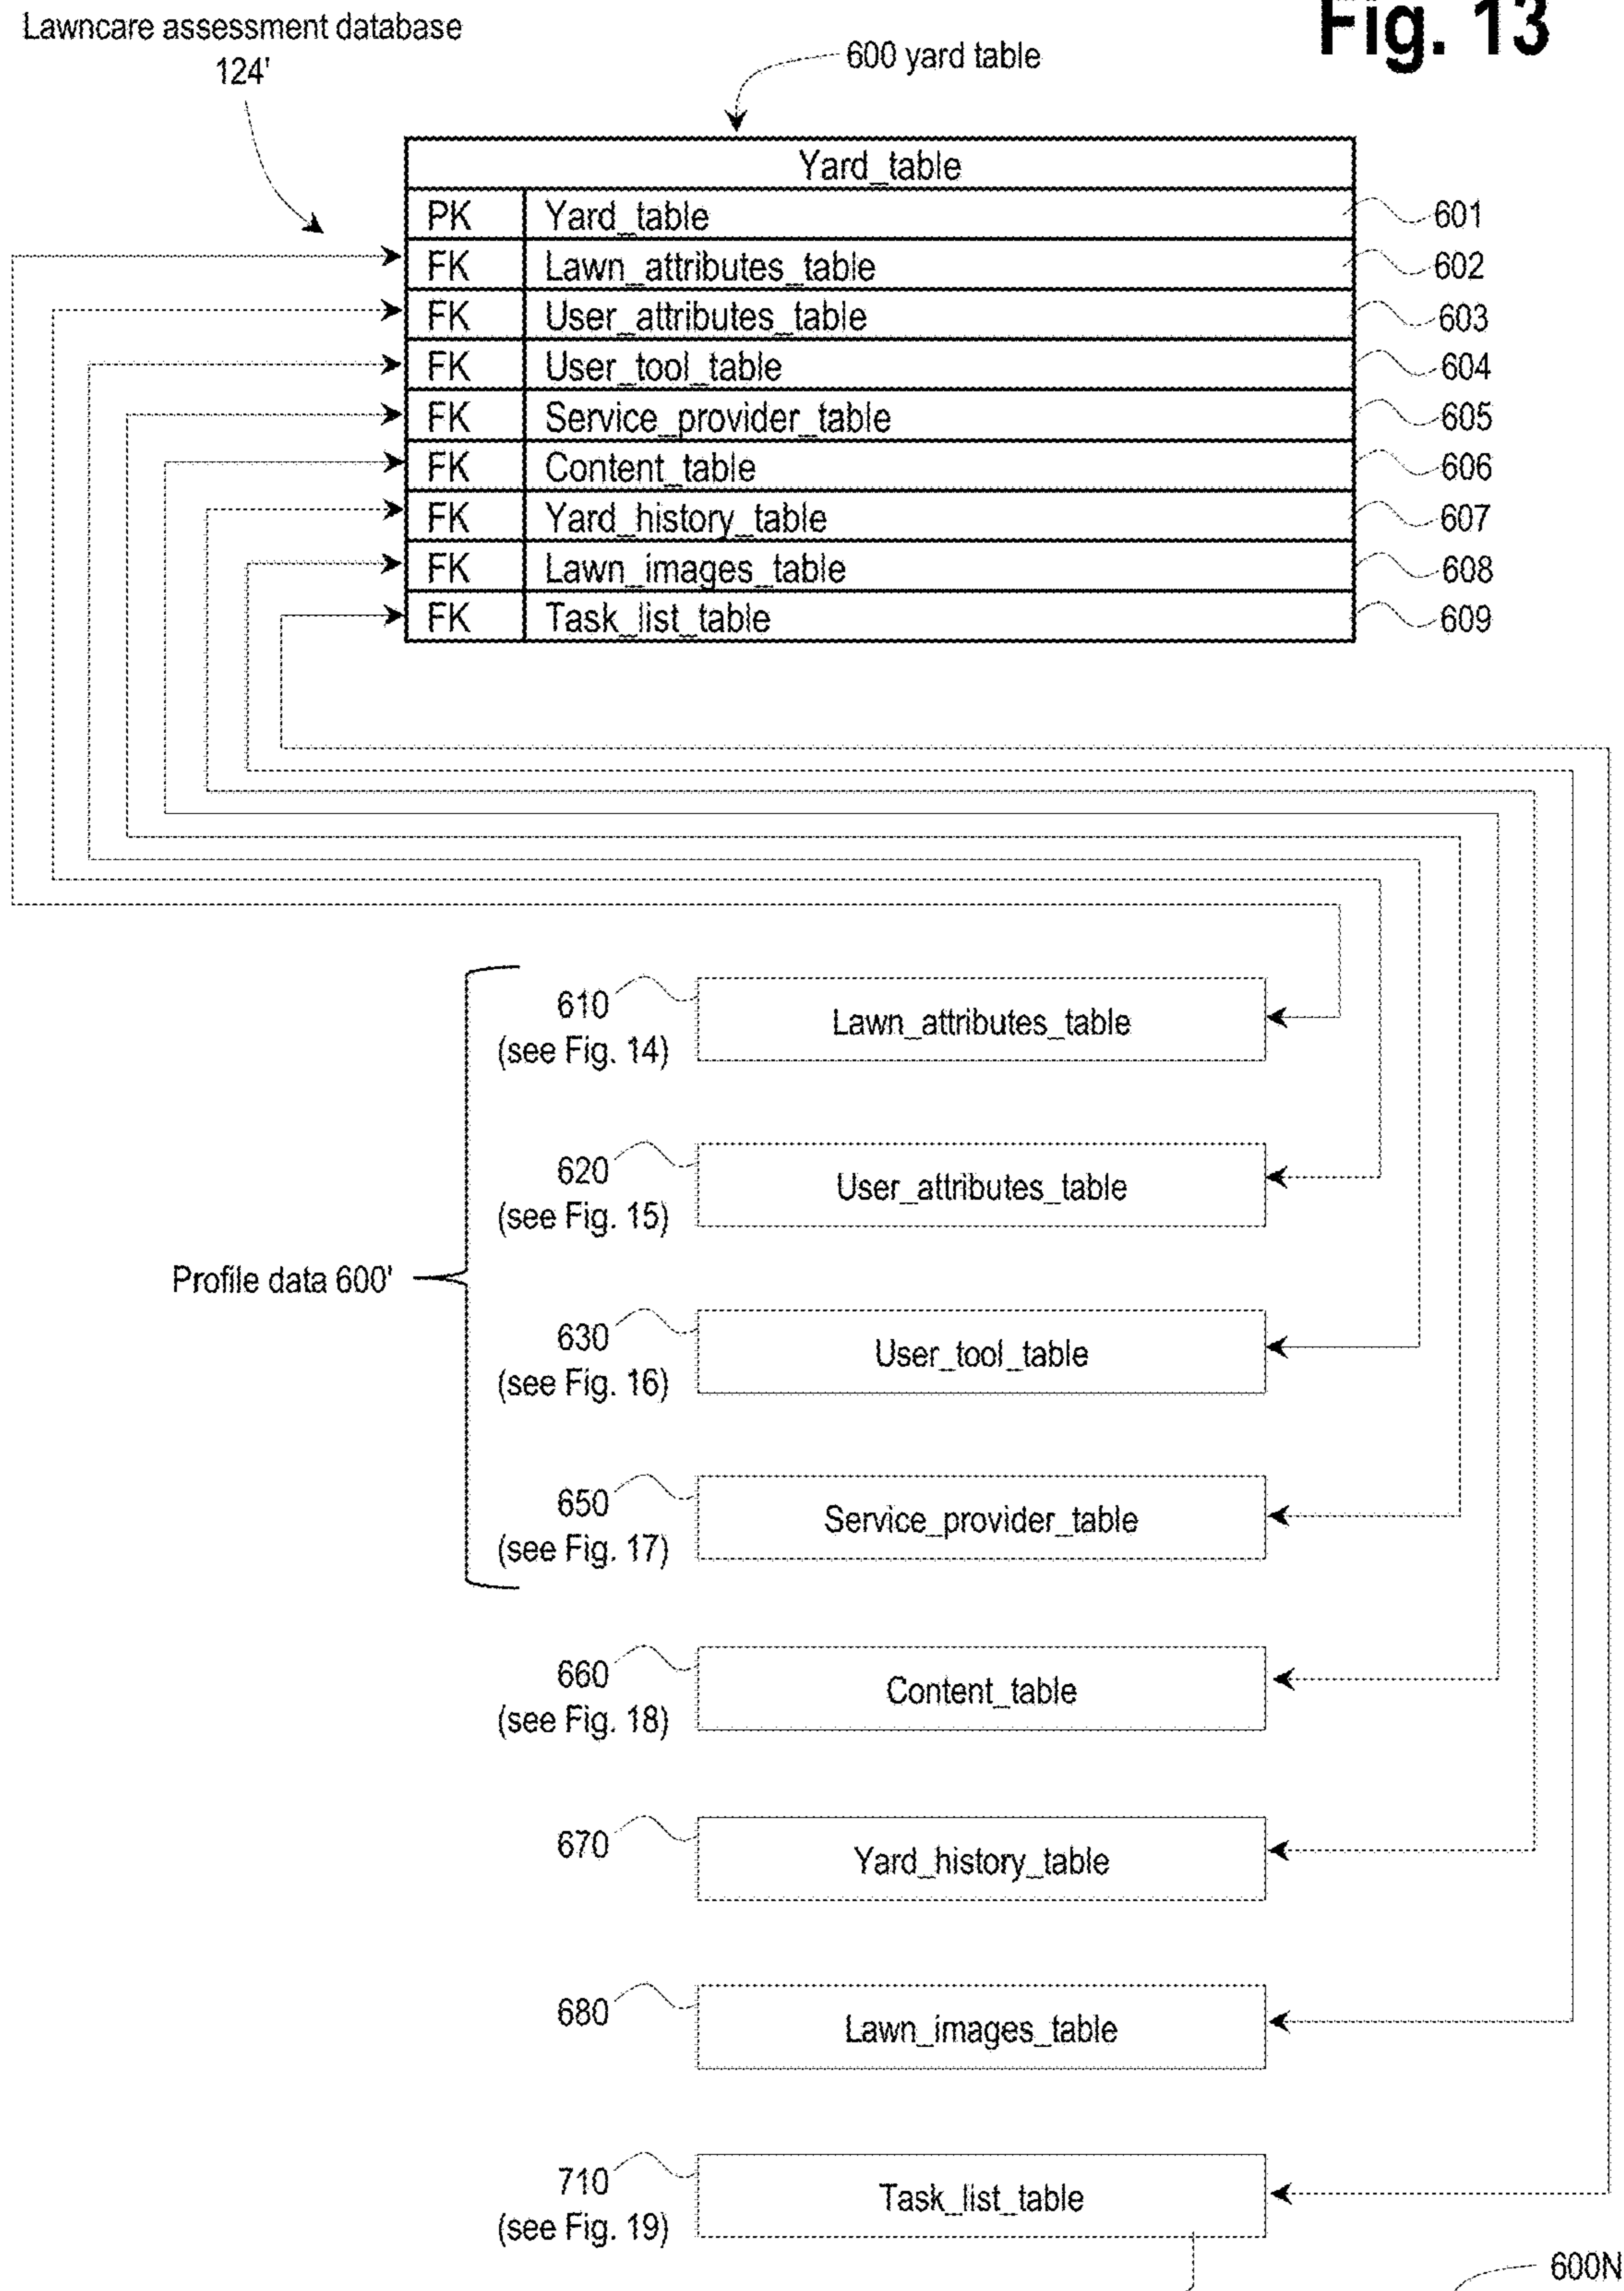 Fig. 13
Lawncare assessment database
124'
600 yard table
Yard_table
PK Yard_table 601
FK Lawn_attributes_table 602
FK User_attributes_table 603
FK User_tool_table 604
FK Service_provider_table 605
FK Content_table 606
FK Yard_history_table 607
FK Lawn_images_table 608
FK Task_list_table 609
610
(see Fig. 14)
Lawn_attributes_table
620
(see Fig. 15)
User_attributes_table
Profile data 600'
630
(see Fig. 16)
User_tool_table
650
(see Fig. 17)
Service_provider_table
660
(see Fig. 18)
Content_table
670
Yard_history_table
680
Lawn_images_table
710
(see Fig. 19)
Task_list_table
600N